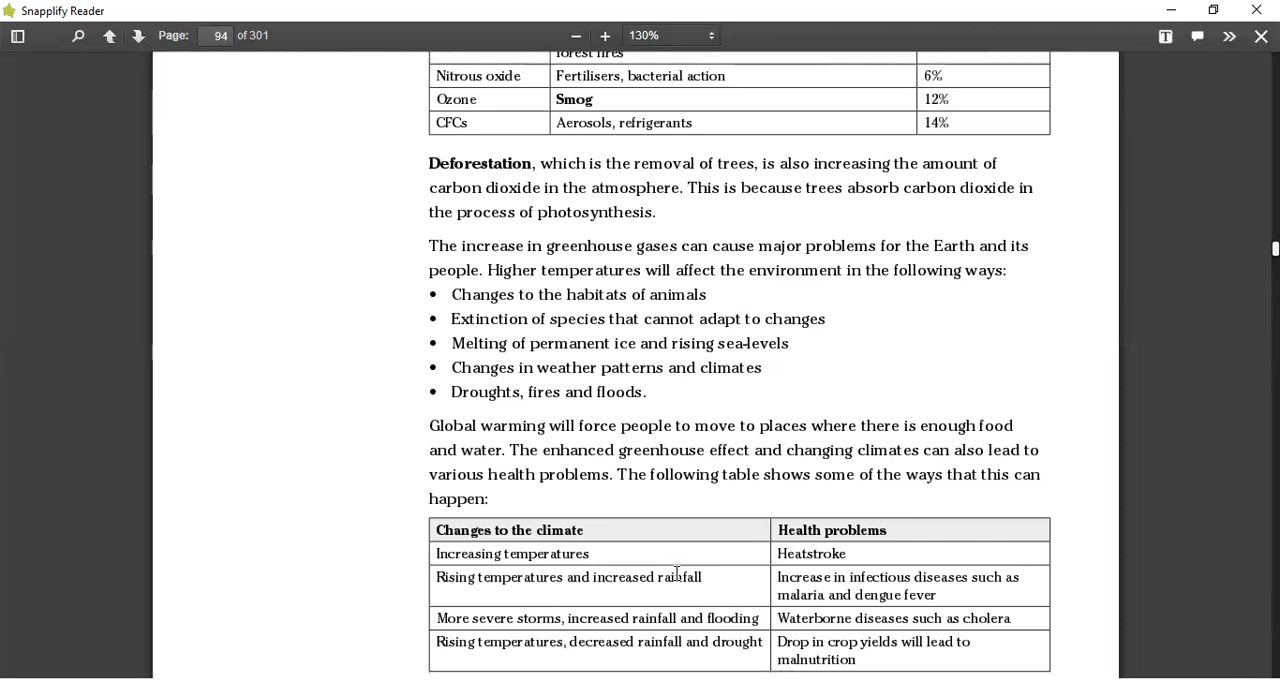 Snapplify Reader
Page: 94 of 301 130%
forest fires
Nitrous oxide Fertilisers, bacterial action 6%
Ozone Smog 12%
CFCs Aerosols, refrigerants 14%
Deforestation, which is the removal of trees, is also increasing the amount of
carbon dioxide in the atmosphere. This is because trees absorb carbon dioxide in
the process of photosynthesis.
The increase in greenhouse gases can cause major problems for the Earth and its
people. Higher temperatures will affect the environment in the following ways:
• Changes to the habitats of animals
• Extinction of species that cannot adapt to changes
• Melting of permanent ice and rising sea-levels
• Changes in weather patterns and climates
• Droughts, fires and floods.
Global warming will force people to move to places where there is enough food
and water. The enhanced greenhouse effect and changing climates can also lead to
various health problems. The following table shows some of the ways that this can
happen:
Changes to the climate Health problems
Increasing temperatures Heatstroke
Rising temperatures and increased rainfall Increase in infectious diseases such as
malaria and dengue fever
More severe storms, increased rainfall and flooding Waterborne diseases such as cholera
Rising temperatures, decreased rainfall and drought Drop in crop yields will lead to
malnutrition